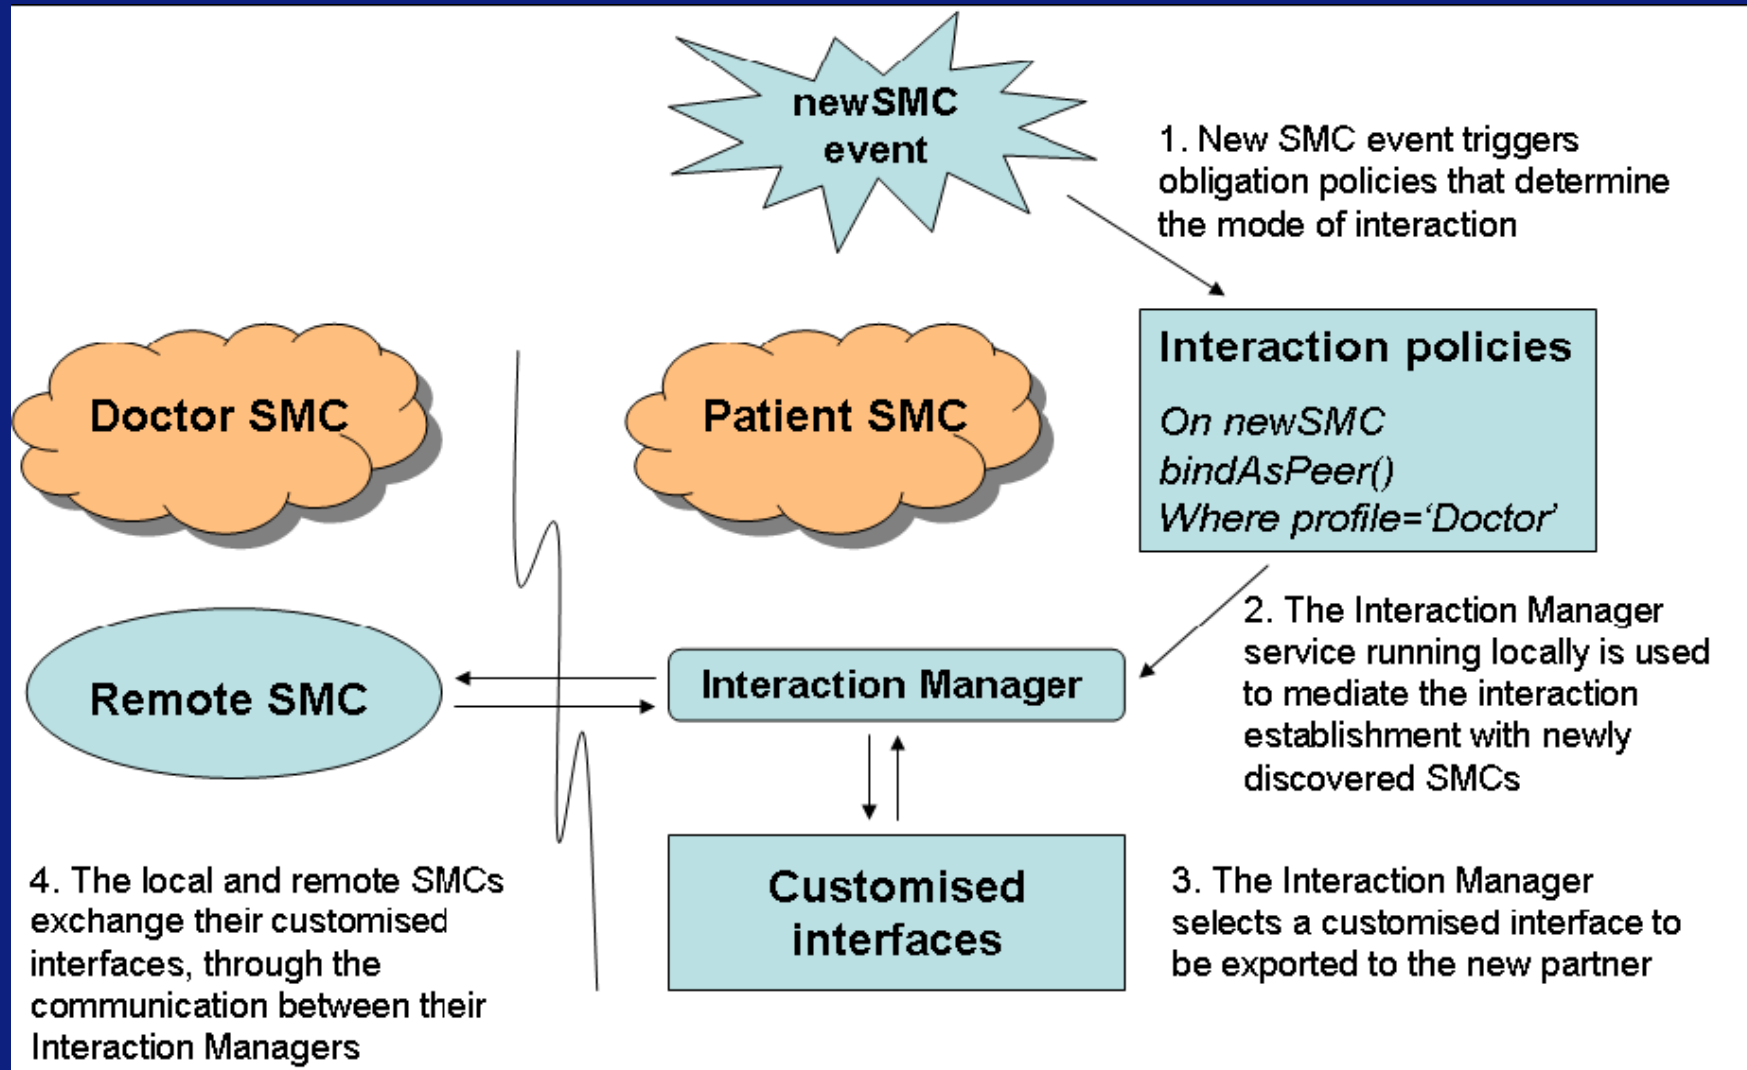 newSMC
event
1. New SMC event triggers
obligation policies that determine
the mode of interaction
Doctor SMC
Patient SMC
Interaction policies
On newSMC
bindAsPeer()
Where profile=‘Doctor’
2. The Interaction Manager
service running locally is used
to mediate the interaction
establishment with newly
discovered SMCs
Remote SMC
Interaction Manager
Customised
interfaces
3. The Interaction Manager
selects a customised interface to
be exported to the new partner
4. The local and remote SMCs
exchange their customised
interfaces, through the
communication between their
Interaction Managers